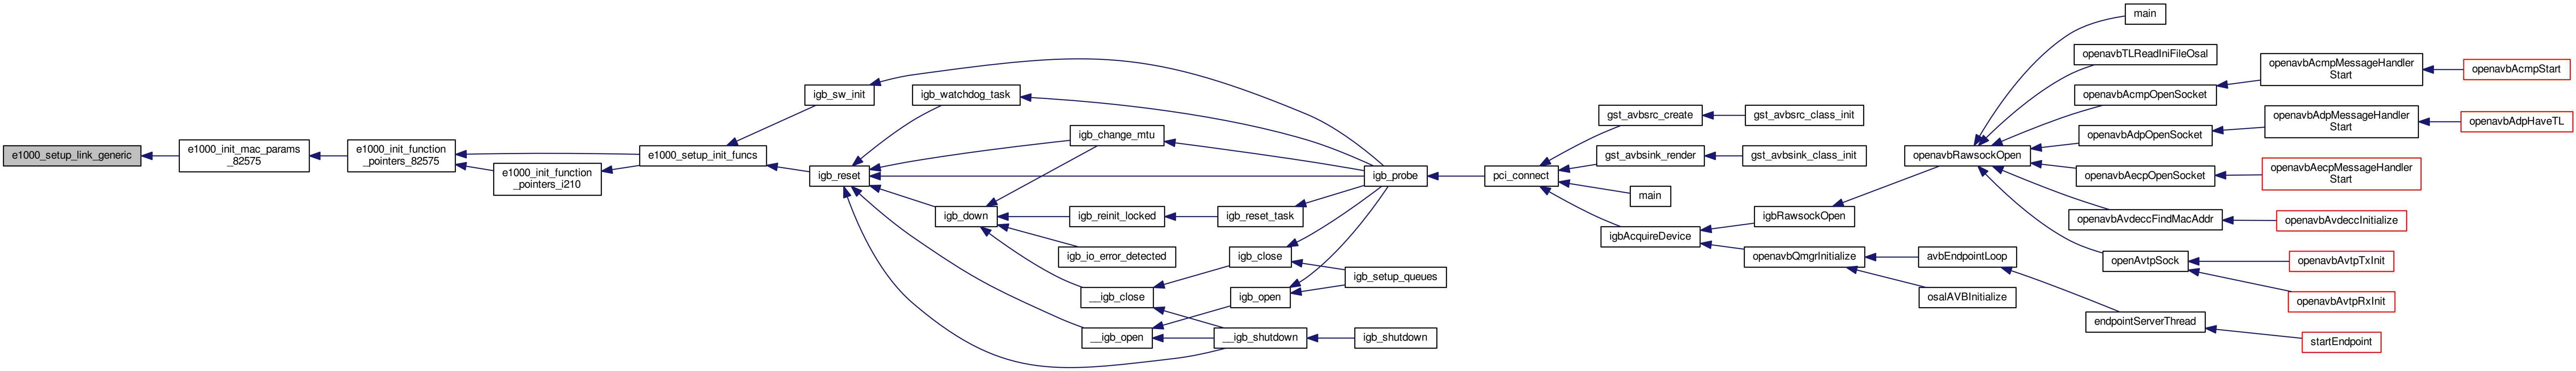 e1000_setup_link_generic
e1000_init_mac_params
_82575
e1000_init_function
_pointers_82575
e1000_init_function
_pointers_i210
e1000_setup_init_funcs
igb_sw_init
igb_reset
igb_watchdog_task
igb_change_mtu
igb_down
igb_reinit_locked
igb_io_error_detected
__igb_close
__igb_open
igb_reset_task
igb_close
igb_open
__igb_shutdown
igb_probe
igb_setup_queues
igb_shutdown
pci_connect
gst_avbsrc_create
gst_avbsink_render
main
igbAcquireDevice
gst_avbsrc_class_init
gst_avbsink_class_init
igbRawsockOpen
openavbQmgrInitialize
openavbRawsockOpen
avbEndpointLoop
osalAVBInitialize
main
openavbTLReadIniFileOsal
openavbAcmpOpenSocket
openavbAdpOpenSocket
openavbAecpOpenSocket
openavbAvdeccFindMacAddr
openAvtpSock
endpointServerThread
openavbAcmpMessageHandler
Start
openavbAdpMessageHandler
Start
openavbAecpMessageHandler
Start
openavbAvdeccInitialize
openavbAvtpTxInit
openavbAvtpRxInit
startEndpoint
openavbAcmpStart
openavbAdpHaveTL